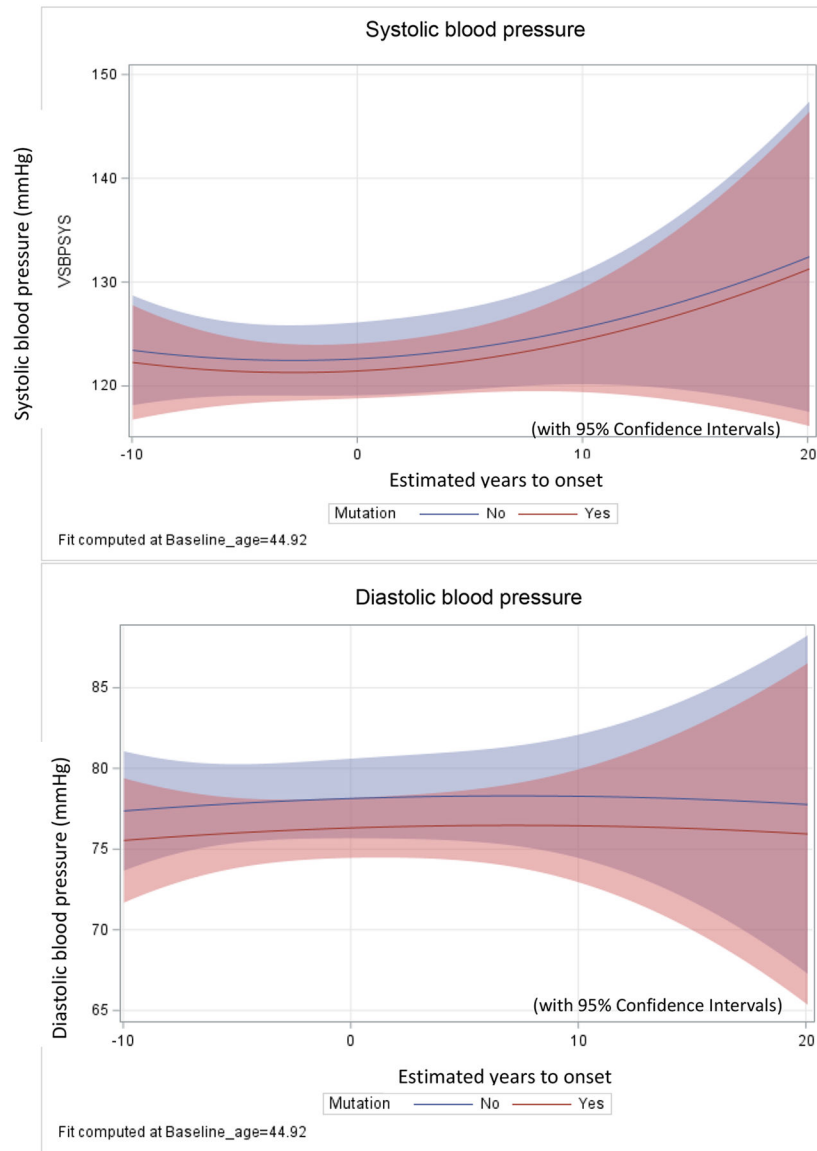 Systolic blood pressure
150
140
130
120
Systolic blood pressure (mmHg)
VSBPSYS
(with 95% Confidence Intervals)
-10 0 10 20
Estimated years to onset
Mutation No Yes
Fit computed at Baseline_age=44.92
Diastolic blood pressure
85
80
75
70
65
Diastolic blood pressure (mmHg)
(with 95% Confidence Intervals)
-10 0 10 20
Estimated years to onset
Mutation No Yes
Fit computed at Baseline_age=44.92